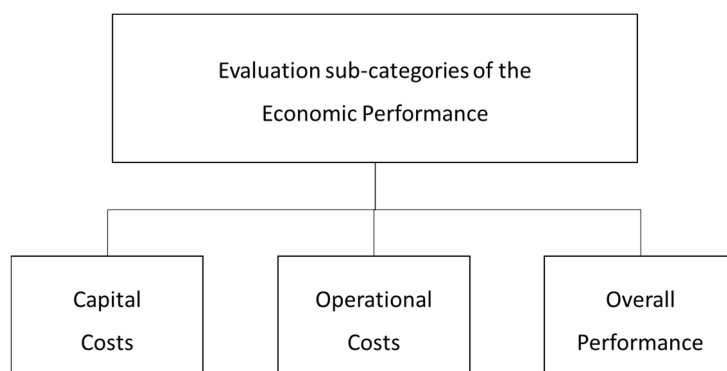 Evaluation sub-categories of the
Economic Performance
Capital
Costs
Operational
Costs
Overall
Performance